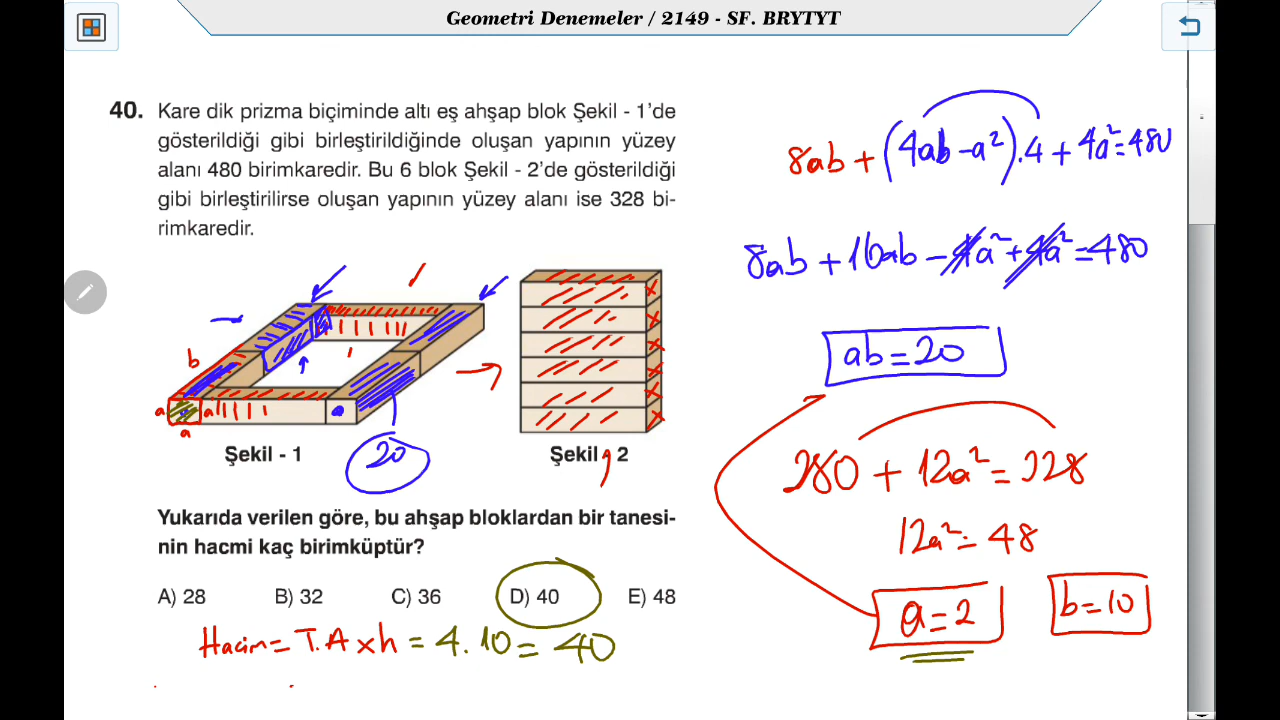 Geometri Denemeler / 2149 - SF. BRYTYT
40. Kare dik prizma biçiminde altı eş ahşap blok Şekil - 1'de
gösterildiği gibi birleştirildiğinde oluşan yapının yüzey
alanı 480 birimkaredir. Bu 6 blok Şekil - 2'de gösterildiği
gibi birleştirilirse oluşan yapının yüzey alanı ise 328 bi-
rimkaredir.
b
a
a
a
a
20
Şekil - 1
Şekil - 2
Yukarıda verilen göre, bu ahşap bloklardan bir tanesi-
nin hacmi kaç birimküptür?
A) 28 B) 32 C) 36 D) 40 E) 48
Hacim = T.A x h = 4.10 = 40
8ab + (4ab - a²).4 + 4a² = 480
8ab + 16ab - 4a² + 4a² = 480
ab = 20
280 + 12a² = 328
12a² = 48
a = 2
b = 10